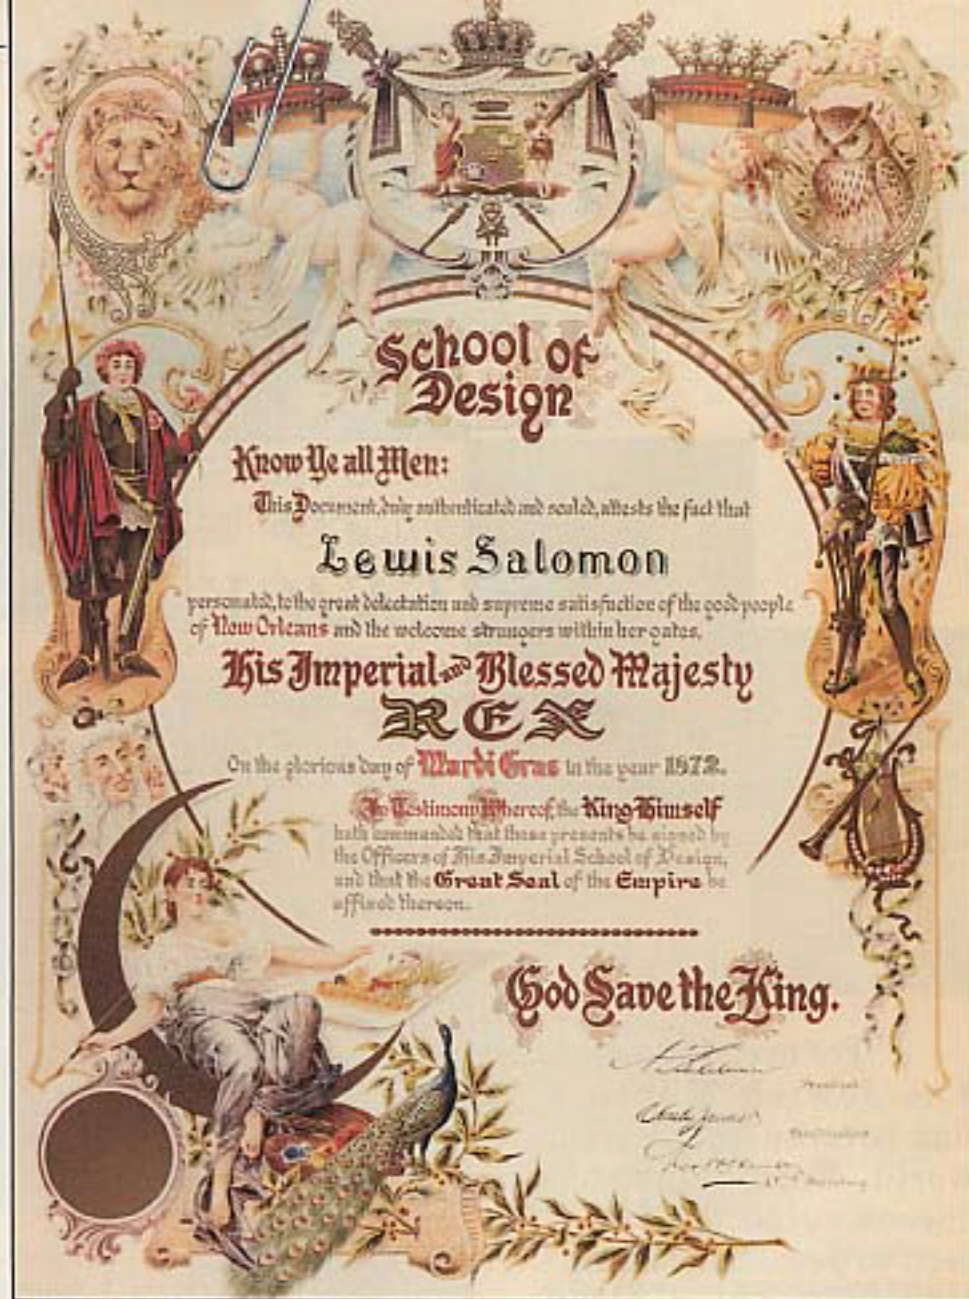 School of
Design
Know Ye all Men:
This Document, duly authenticated and sealed, attests the fact that
Lewis Salomon
personated, to the great delectation and supreme satisfaction of the good people
of New Orleans and the welcome strangers within her gates,
His Imperial and Blessed Majesty
REX
On the glorious day of Mardi Gras in the year 1872.
In Testimony Whereof, the King Himself
hath commanded that these presents be signed by
the Officers of His Imperial School of Design,
and that the Great Seal of the Empire be
affixed thereon.
God Save the King.
President